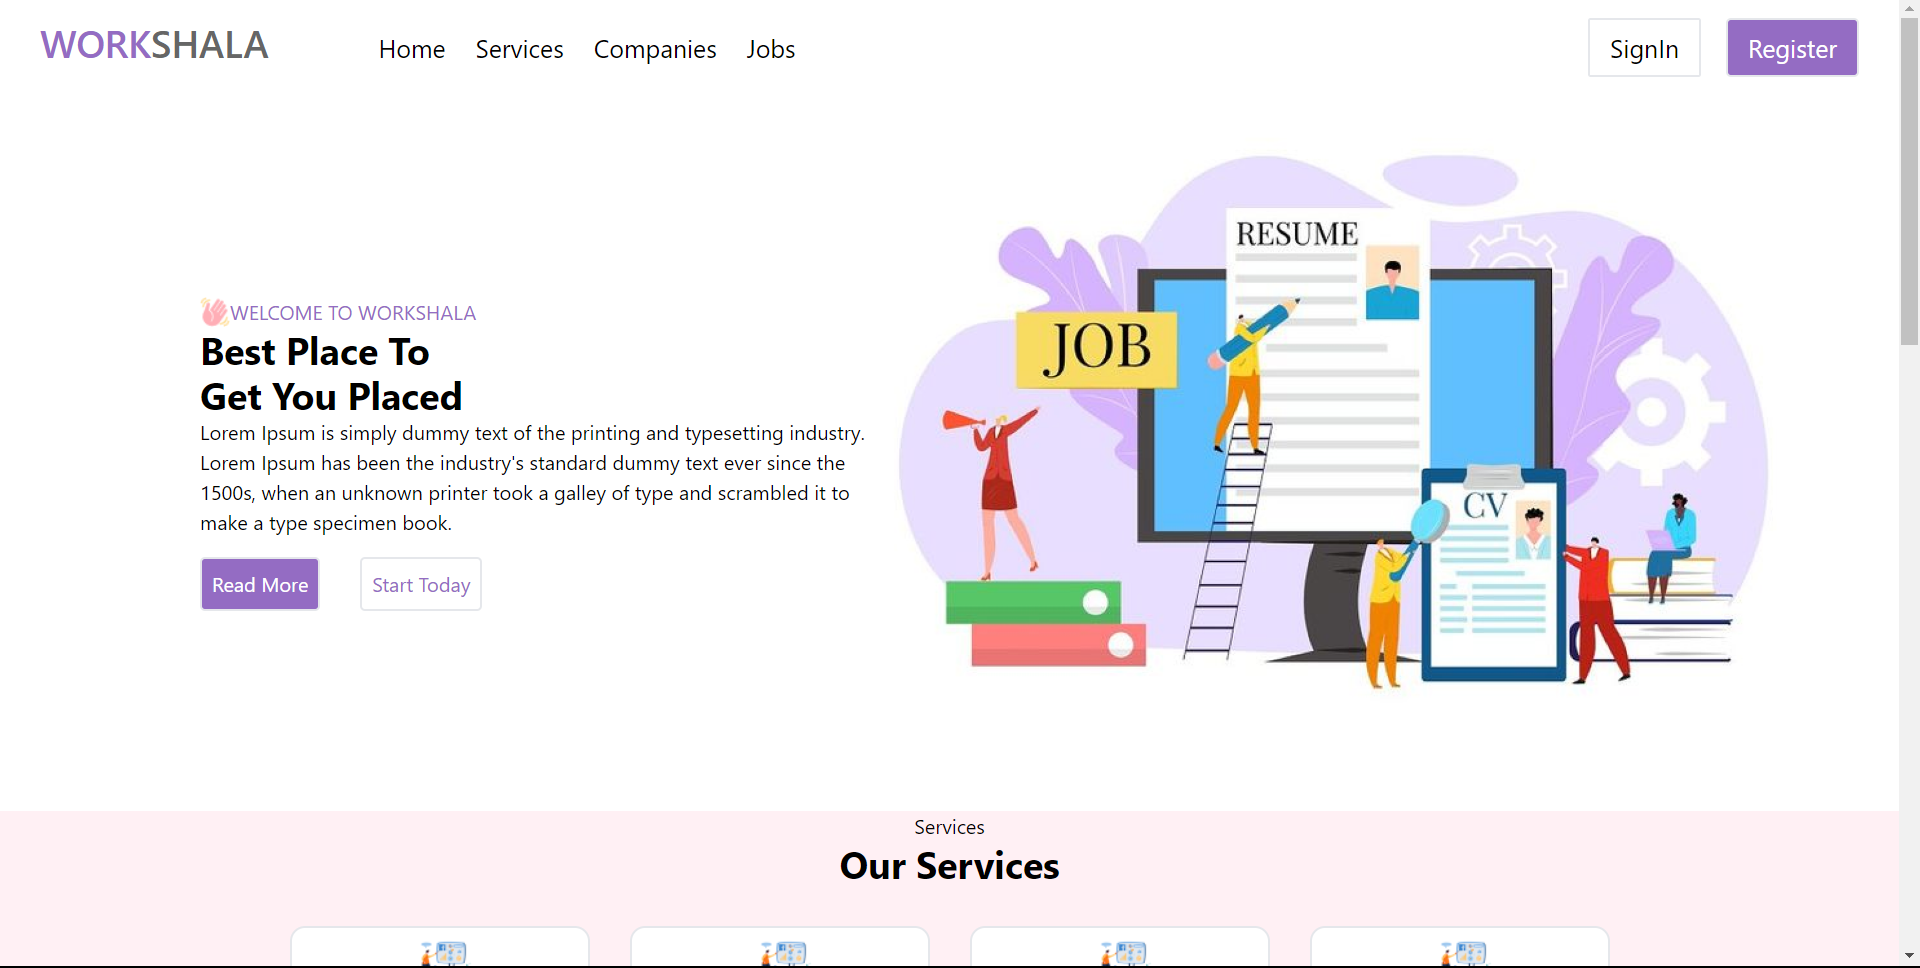 WORKSHALA
Home Services Companies Jobs
SignIn Register
WELCOME TO WORKSHALA
Best Place To
Get You Placed
Lorem Ipsum is simply dummy text of the printing and typesetting industry.
Lorem Ipsum has been the industry's standard dummy text ever since the
1500s, when an unknown printer took a galley of type and scrambled it to
make a type specimen book.
Read More Start Today
RESUME
JOB
CV
Services
Our Services